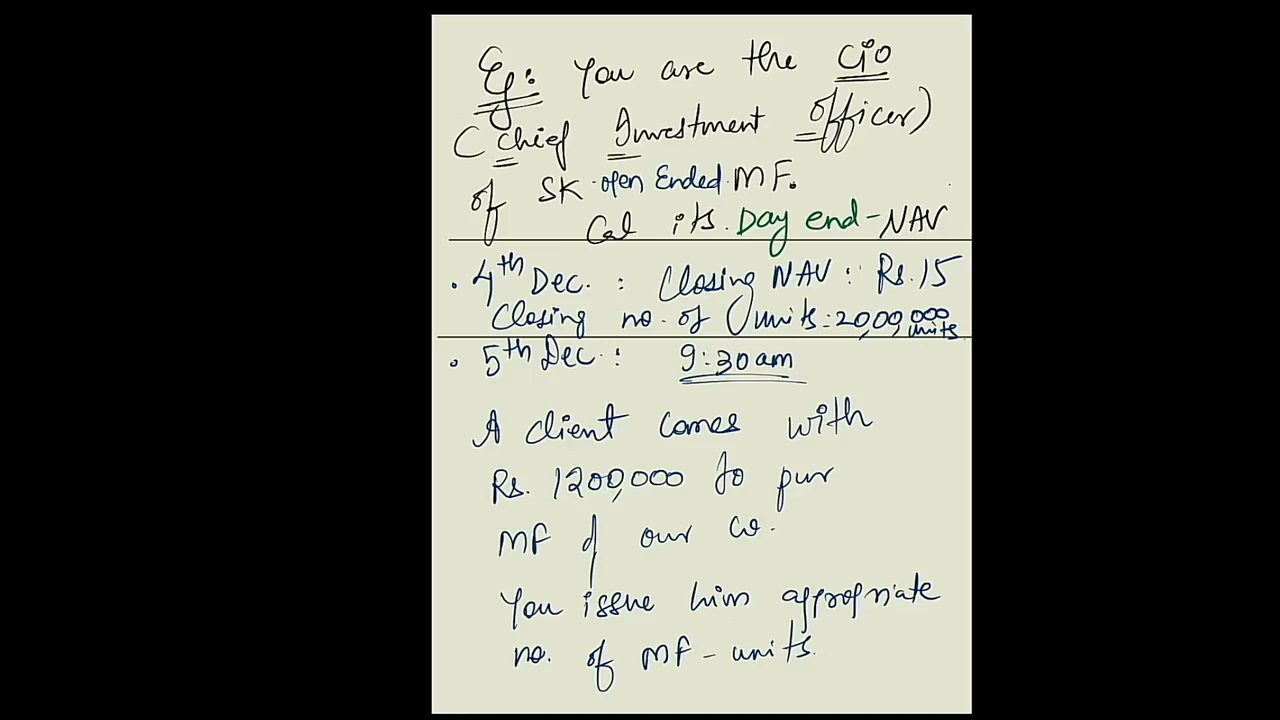 Eg: You are the CIO
(Chief Investment Officer)
of SK open Ended MF.
Cal its Day end-NAV
. 4th Dec. : Closing NAV : Rs. 15
Closing no. of Units: 20,00,000 units
. 5th Dec. : 9:30am
A client comes with
Rs. 1200,000 to pur
MF of our co.
You issue him appropriate
no. of MF - units.